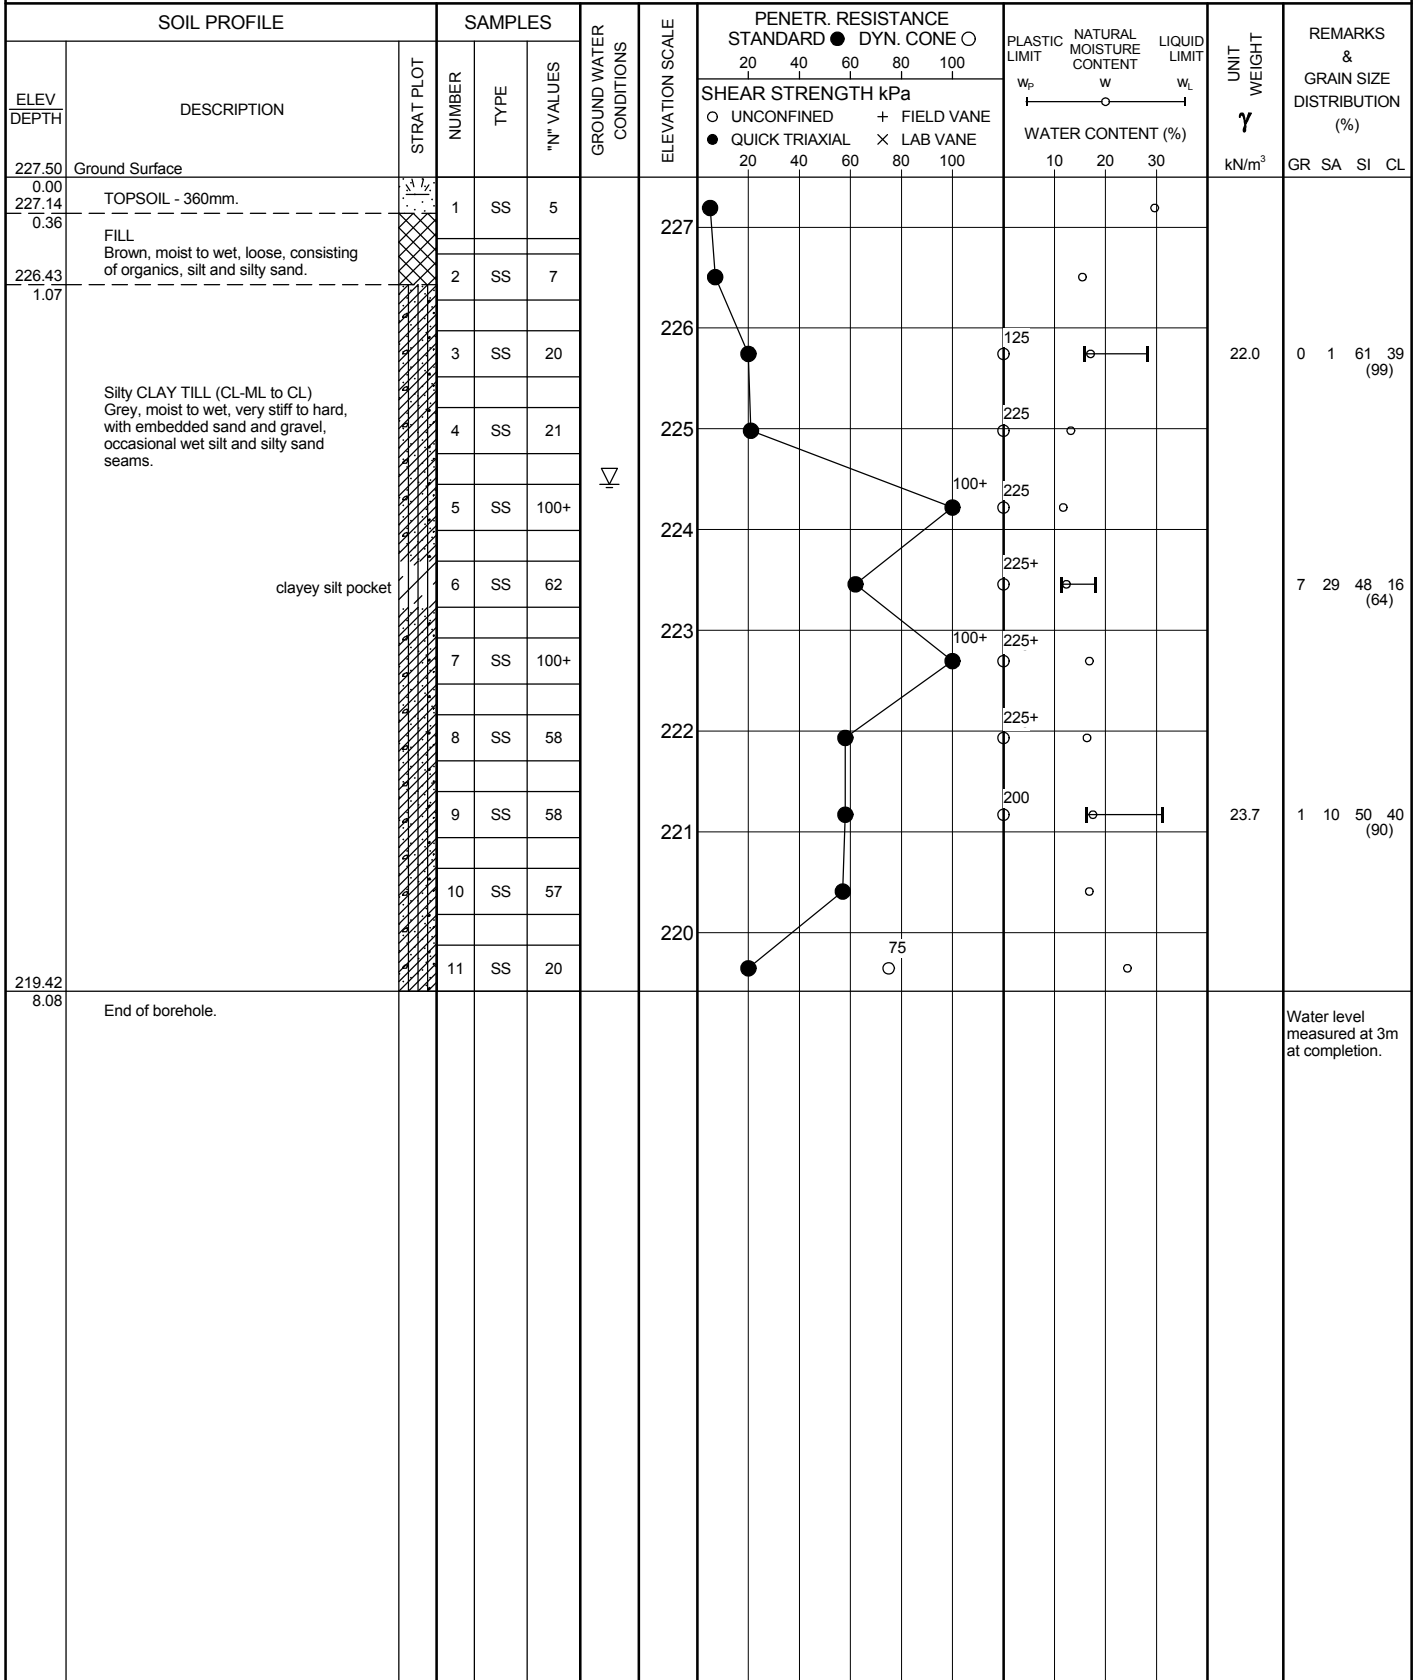 SOIL PROFILE
SAMPLES
GROUND WATER
CONDITIONS
ELEVATION SCALE
PENETR. RESISTANCE
STANDARD ● DYN. CONE ○
20 40 60 80 100
SHEAR STRENGTH kPa
○ UNCONFINED + FIELD VANE
● QUICK TRIAXIAL × LAB VANE
20 40 60 80 100
PLASTIC
LIMIT
NATURAL
MOISTURE
CONTENT
LIQUID
LIMIT
WP W WL
WATER CONTENT (%)
10 20 30
UNIT
WEIGHT
γ
kN/m³
REMARKS
&
GRAIN SIZE
DISTRIBUTION
(%)
GR SA SI CL
ELEV
DEPTH
DESCRIPTION
STRAT PLOT
NUMBER
TYPE
"N" VALUES
227.50 Ground Surface
0.00
227.14
TOPSOIL - 360mm.
0.36
1 SS 5
227
FILL
Brown, moist to wet, loose, consisting
of organics, silt and silty sand.
226.43
1.07
2 SS 7
226
3 SS 20
125
22.0
0 1 61 39
(99)
Silty CLAY TILL (CL-ML to CL)
Grey, moist to wet, very stiff to hard,
with embedded sand and gravel,
occasional wet silt and silty sand
seams.
4 SS 21
225
225
5 SS 100+
100+
225
224
clayey silt pocket
6 SS 62
225+
7 29 48 16
(64)
223
7 SS 100+
100+
225+
222
8 SS 58
225+
9 SS 58
200
23.7
1 10 50 40
(90)
221
10 SS 57
220
11 SS 20
75
219.42
8.08
End of borehole.
Water level
measured at 3m
at completion.